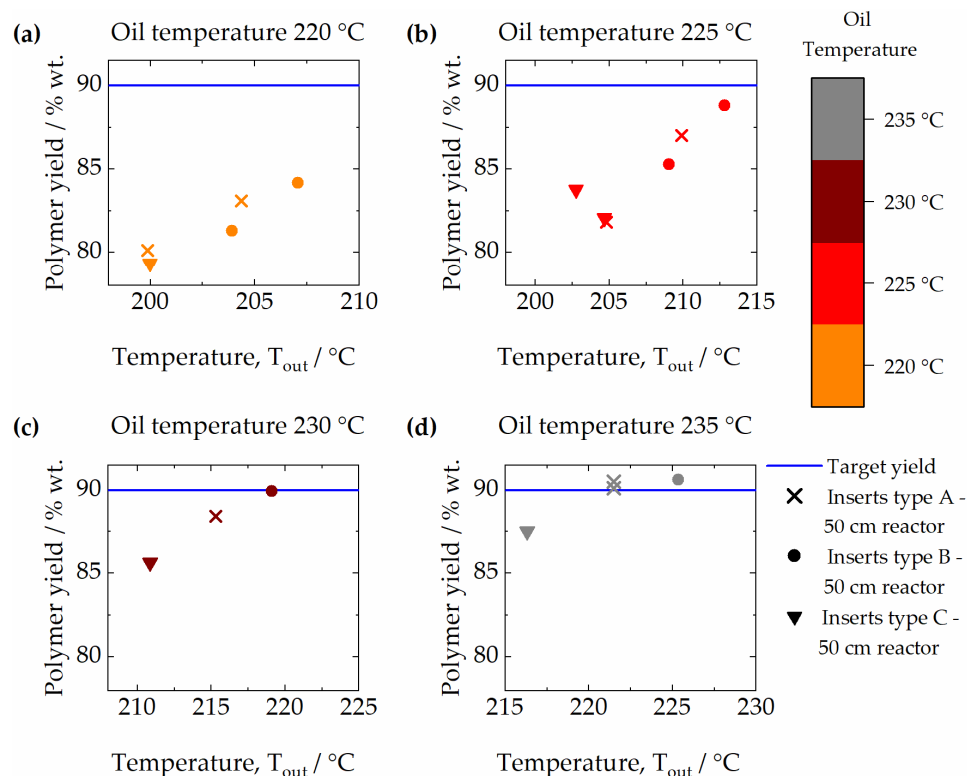 (a) Oil temperature 220 °C
Polymer yield / % wt.
90
85
80
200 205 210
Temperature, Tout / °C
(b) Oil temperature 225 °C
Polymer yield / % wt.
90
85
80
200 205 210 215
Temperature, Tout / °C
Oil
Temperature
235 °C
230 °C
225 °C
220 °C
(c) Oil temperature 230 °C
Polymer yield / % wt.
90
85
80
210 215 220 225
Temperature, Tout / °C
(d) Oil temperature 235 °C
Polymer yield / % wt.
90
85
80
215 220 225 230
Temperature, Tout / °C
Target yield
Inserts type A -
50 cm reactor
Inserts type B -
50 cm reactor
Inserts type C -
50 cm reactor